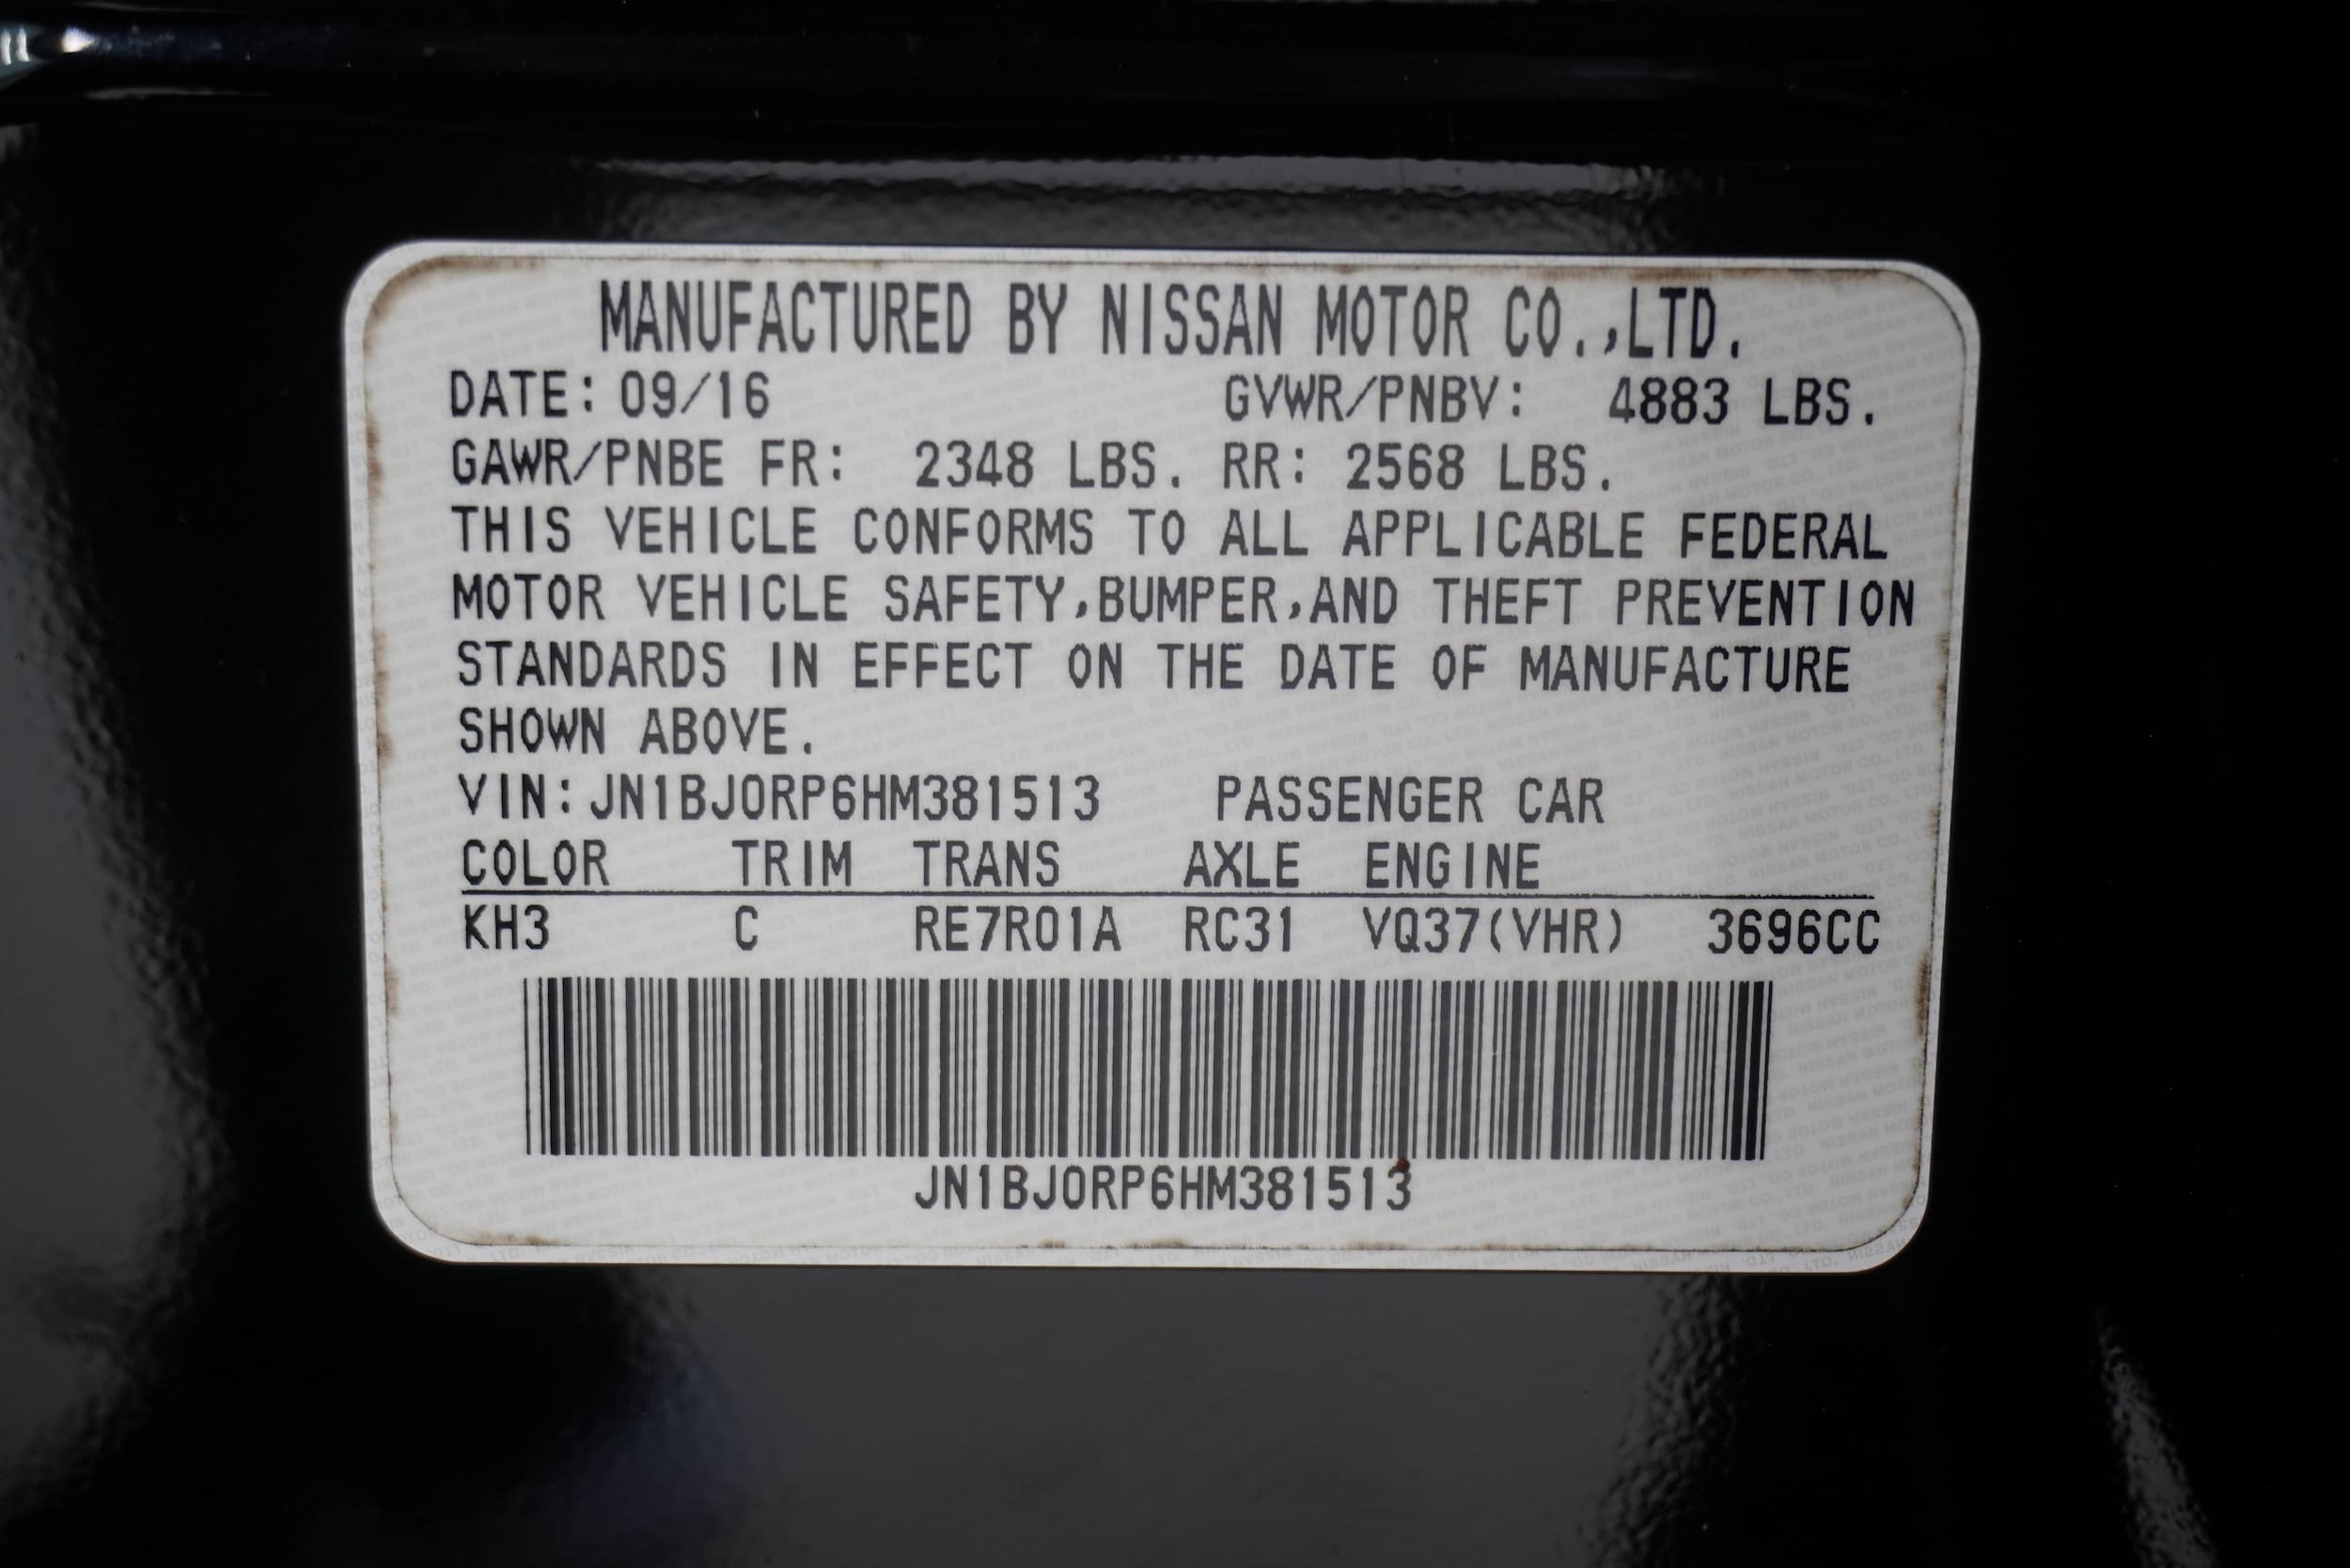 MANUFACTURED BY NISSAN MOTOR CO.,LTD.
DATE: 09/16 GVWR/PNBV: 4883 LBS.
GAWR/PNBE FR: 2348 LBS. RR: 2568 LBS.
THIS VEHICLE CONFORMS TO ALL APPLICABLE FEDERAL
MOTOR VEHICLE SAFETY,BUMPER,AND THEFT PREVENTION
STANDARDS IN EFFECT ON THE DATE OF MANUFACTURE
SHOWN ABOVE.
VIN:JN1BJ0RP6HM381513 PASSENGER CAR
COLOR TRIM TRANS AXLE ENGINE
KH3 C RE7R01A RC31 VQ37(VHR) 3696CC
JN1BJ0RP6HM381513